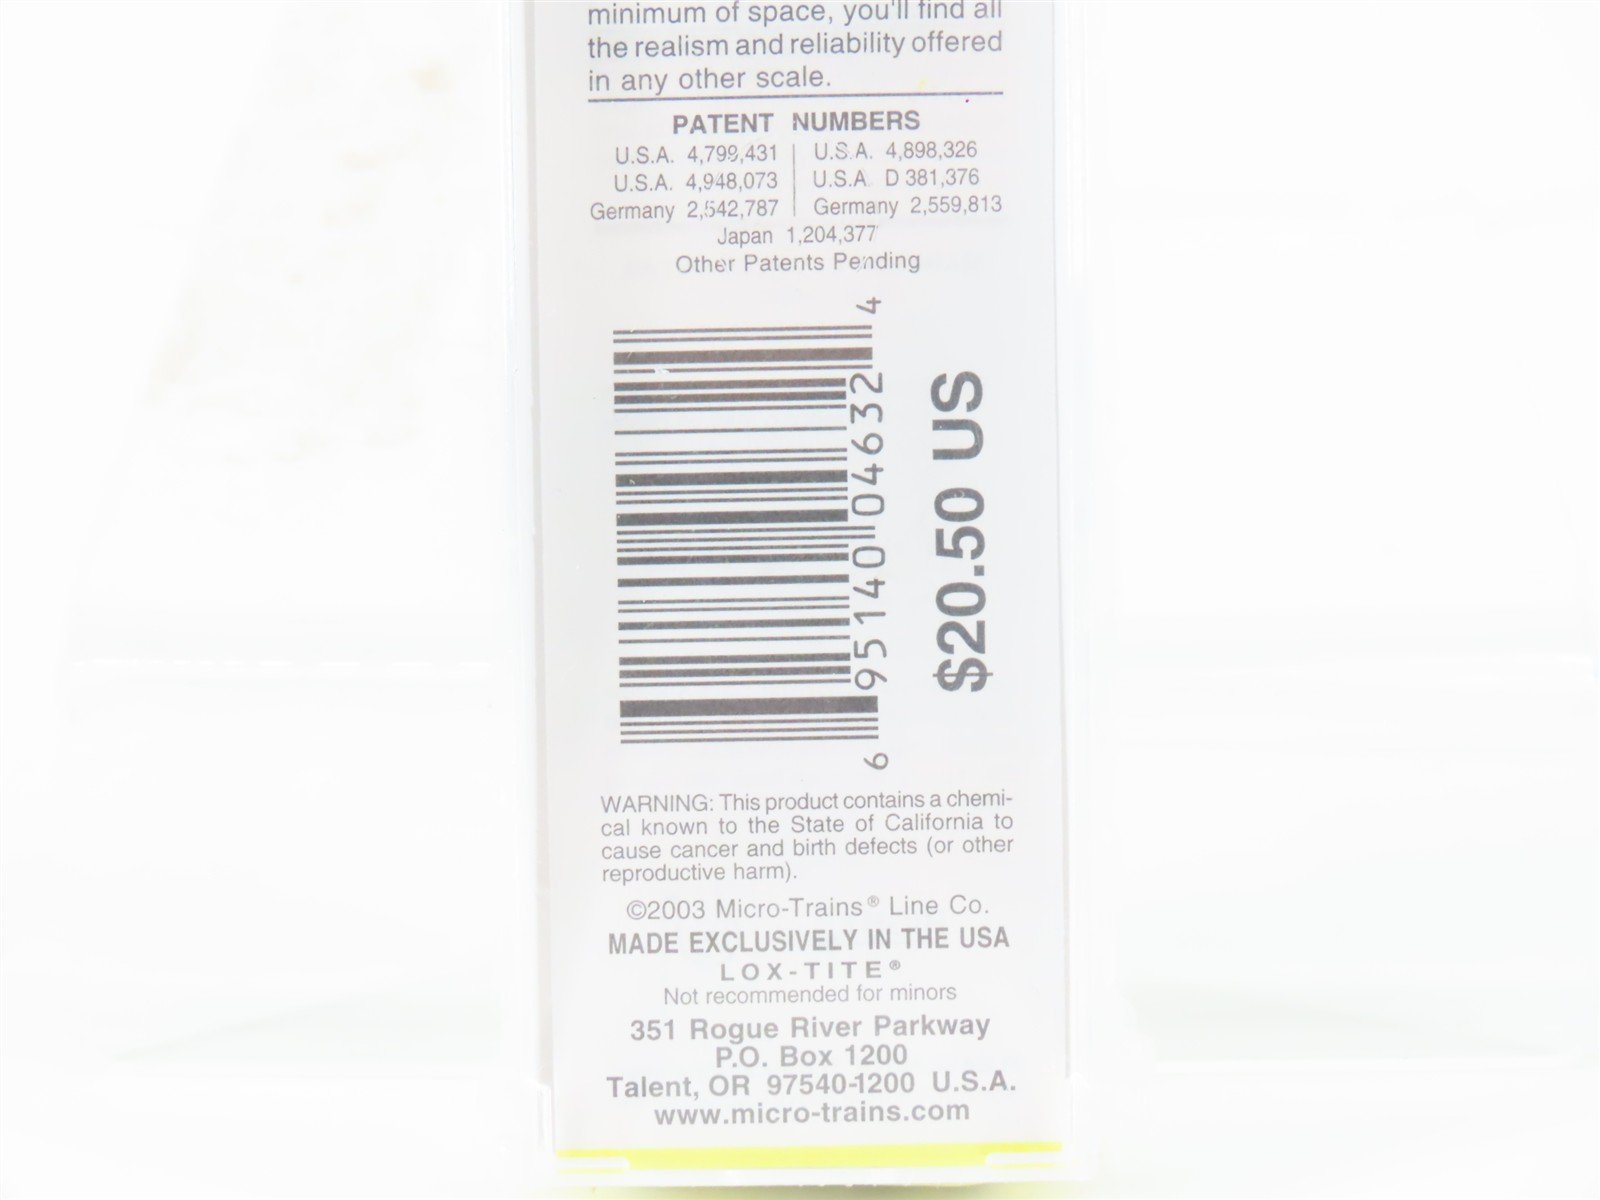 minimum of space, you'll find all
the realism and reliability offered
in any other scale.
PATENT NUMBERS
U.S.A. 4,799,431 U.S.A. 4,898,326
U.S.A. 4,948,073 U.S.A. D 381,376
Germany 2,542,787 Germany 2,559,813
Japan 1,204,377
Other Patents Pending
6 95140 04632 4
$20.50 US
WARNING: This product contains a chemi-
cal known to the State of California to
cause cancer and birth defects (or other
reproductive harm).
©2003 Micro-Trains® Line Co.
MADE EXCLUSIVELY IN THE USA
LOX-TITE®
Not recommended for minors
351 Rogue River Parkway
P.O. Box 1200
Talent, OR 97540-1200 U.S.A.
www.micro-trains.com